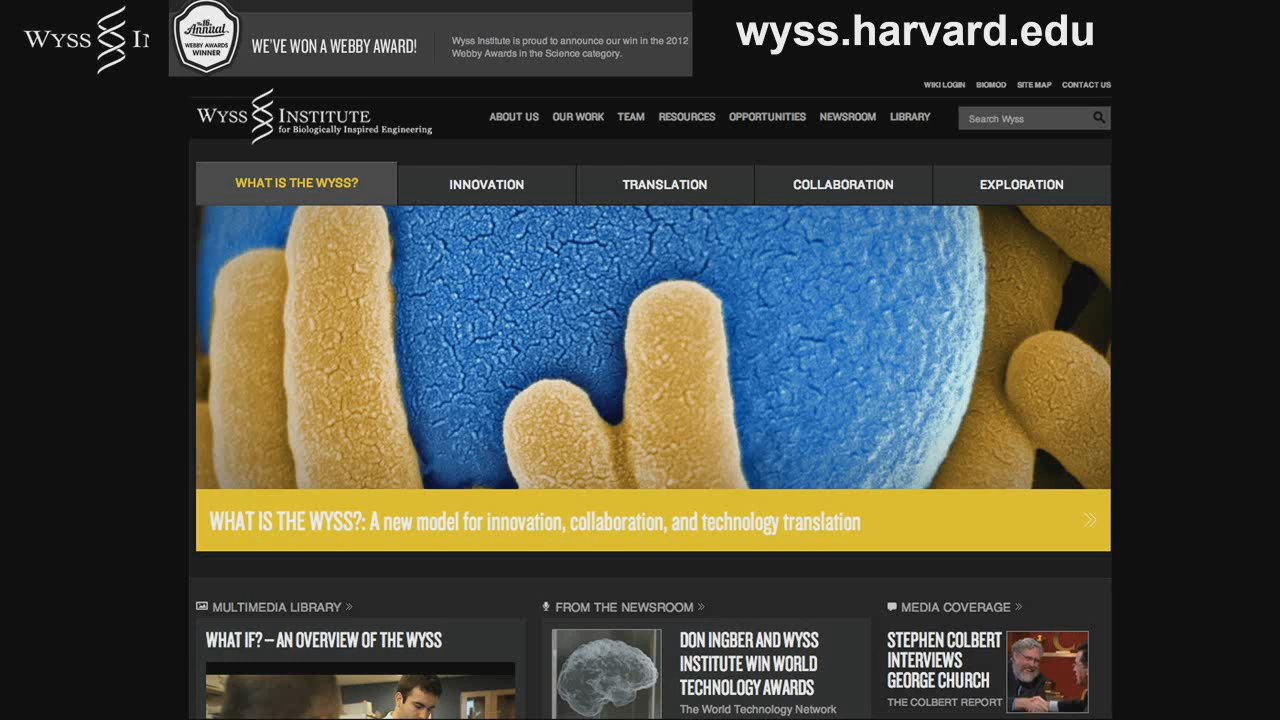 WYSS
wyss.harvard.edu
The 16th
Annual
WEBBY AWARDS
WINNER
WE'VE WON A WEBBY AWARD!
Wyss Institute is proud to announce our win in the 2012
Webby Awards in the Science category.
WIKI LOGIN BIOMOD SITE MAP CONTACT US
WYSS INSTITUTE
for Biologically Inspired Engineering
ABOUT US OUR WORK TEAM RESOURCES OPPORTUNITIES NEWSROOM LIBRARY
Search Wyss
WHAT IS THE WYSS? INNOVATION TRANSLATION COLLABORATION EXPLORATION
WHAT IS THE WYSS?: A new model for innovation, collaboration, and technology translation »
MULTIMEDIA LIBRARY »
WHAT IF? – AN OVERVIEW OF THE WYSS
FROM THE NEWSROOM »
DON INGBER AND WYSS
INSTITUTE WIN WORLD
TECHNOLOGY AWARDS
The World Technology Network
MEDIA COVERAGE »
STEPHEN COLBERT
INTERVIEWS
GEORGE CHURCH
THE COLBERT REPORT